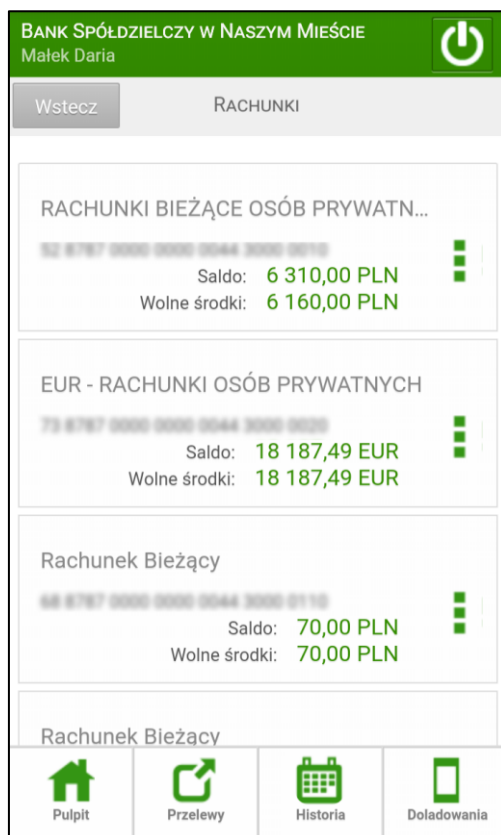 BANK SPÓŁDZIELCZY W NASZYM MIEŚCIE
Małek Daria
Wstecz RACHUNKI
RACHUNKI BIEŻĄCE OSÓB PRYWATN...
Saldo: 6 310,00 PLN
Wolne środki: 6 160,00 PLN
EUR - RACHUNKI OSÓB PRYWATNYCH
Saldo: 18 187,49 EUR
Wolne środki: 18 187,49 EUR
Rachunek Bieżący
Saldo: 70,00 PLN
Wolne środki: 70,00 PLN
Rachunek Bieżący
Pulpit Przelewy Historia Doladowania